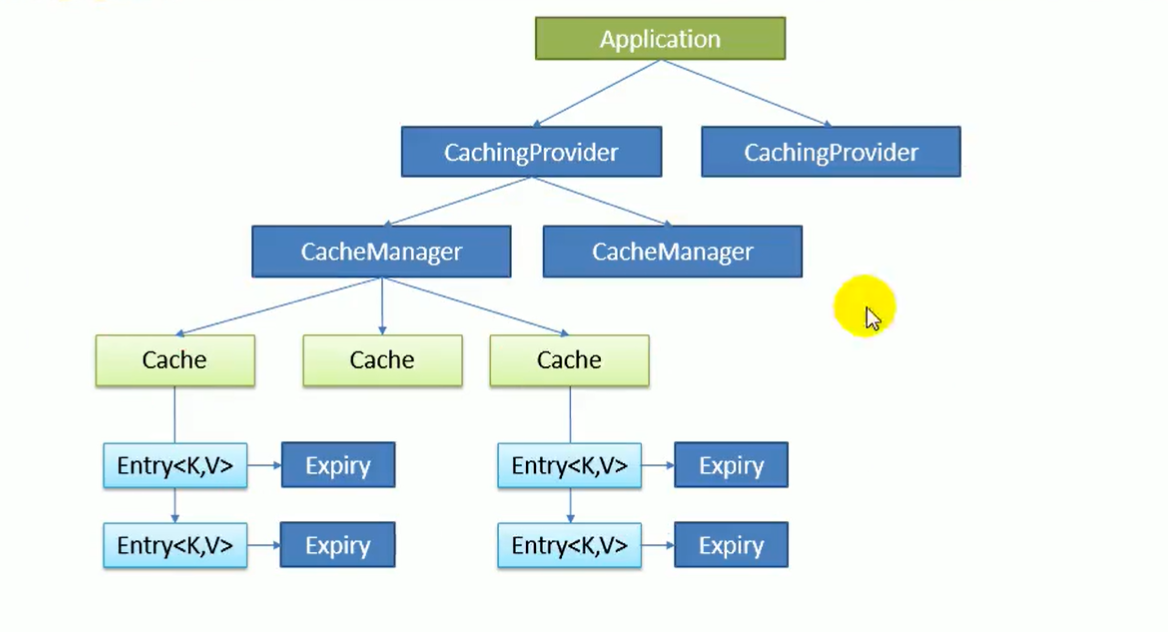 Application
CachingProvider
CachingProvider
CacheManager
CacheManager
Cache
Cache
Cache
Entry<K,V>
Expiry
Entry<K,V>
Expiry
Entry<K,V>
Expiry
Entry<K,V>
Expiry